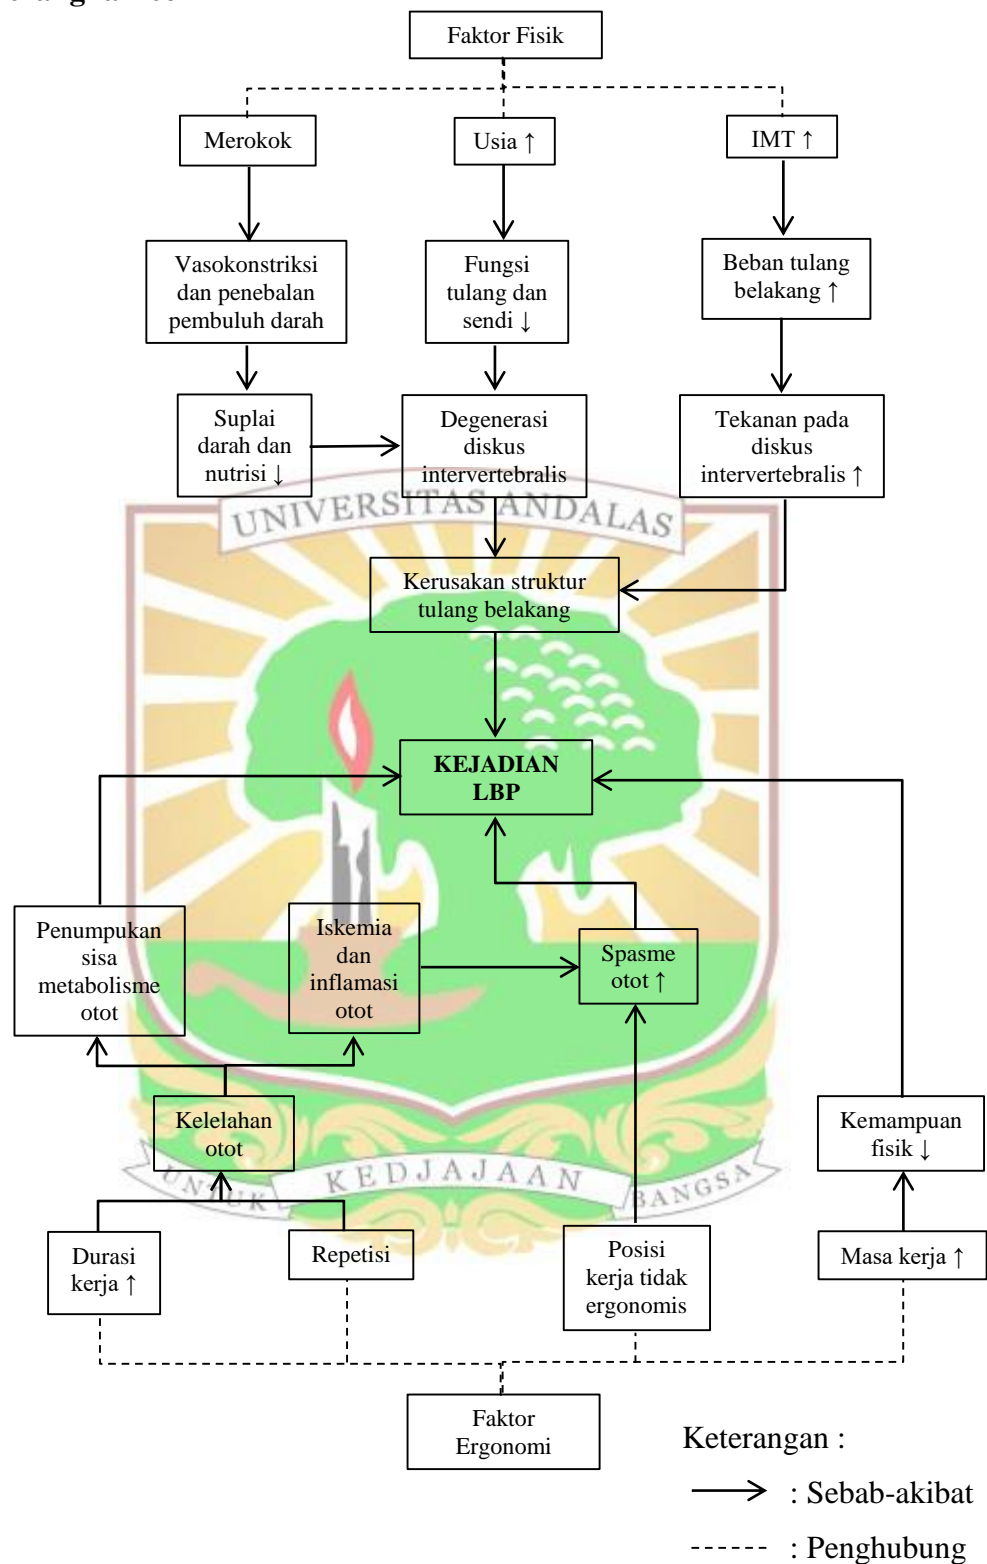 Faktor Fisik
Merokok
Usia ↑
IMT ↑
Vasokonstriksi
dan penebalan
pembuluh darah
Fungsi
tulang dan
sendi ↓
Beban tulang
belakang ↑
Suplai
darah dan
nutrisi ↓
Degenerasi
diskus
intervertebralis
Tekanan pada
diskus
intervertebralis ↑
UNIVERSITAS ANDALAS
Kerusakan struktur
tulang belakang
KEJADIAN
LBP
Penumpukan
sisa
metabolisme
otot
Iskemia
dan
inflamasi
otot
Spasme
otot ↑
Kelelahan
otot
Kemampuan
fisik ↓
UNTUK KEDJAJAAN BANGSA
Durasi
kerja ↑
Repetisi
Posisi
kerja tidak
ergonomis
Masa kerja ↑
Faktor
Ergonomi
Keterangan :
: Sebab-akibat
: Penghubung